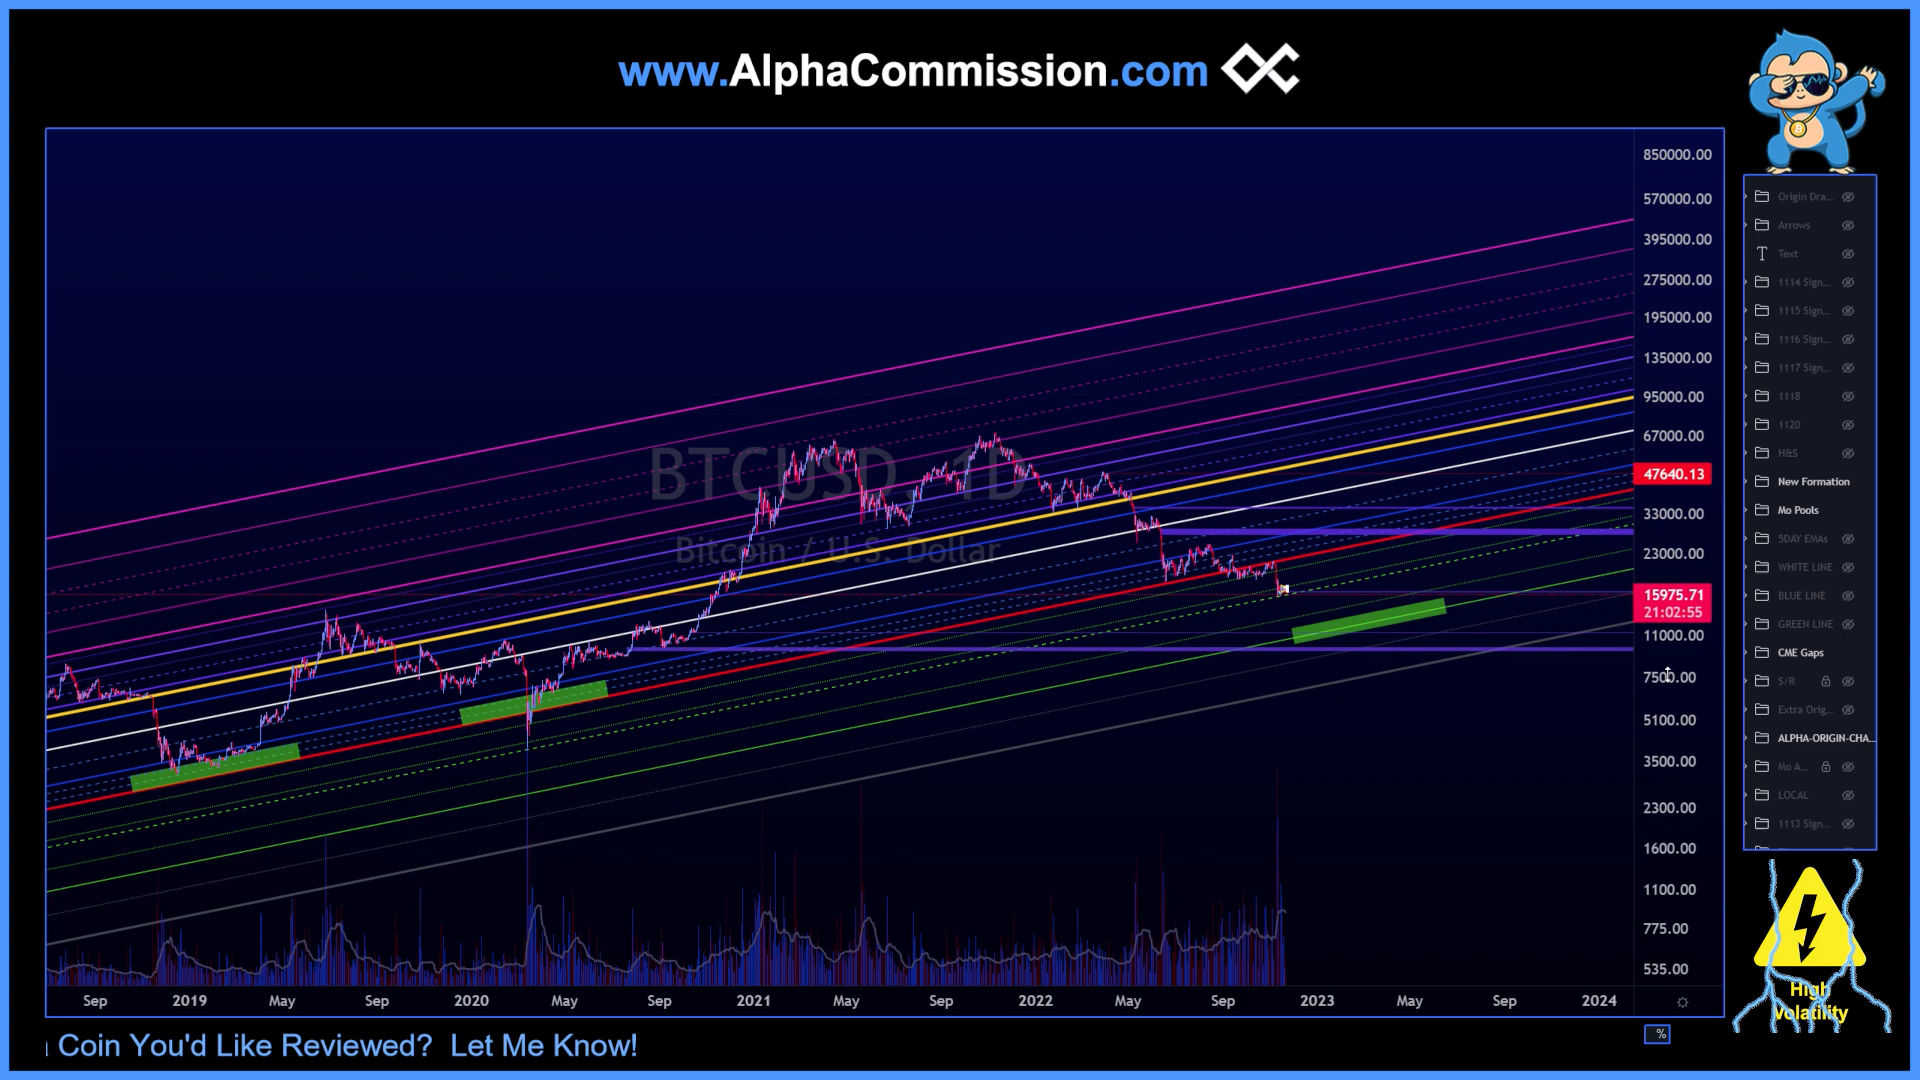 www.AlphaCommission.com
850000.00
570000.00
395000.00
275000.00
195000.00
135000.00
95000.00
67000.00
47640.13
33000.00
23000.00
15975.71
21:02:55
11000.00
7500.00
5100.00
3500.00
2300.00
1600.00
1100.00
775.00
535.00
BTCUSD, 1D
Bitcoin / U.S. Dollar
Sep 2019 May Sep 2020 May Sep 2021 May Sep 2022 May Sep 2023 May Sep 2024
Origin Dra...
Arrows
T Text
1114 Sign...
1115 Sign...
1116 Sign...
1117 Sign...
1118
1120
H&S
New Formation
Mo Pools
5DAY EMAs
WHITE LINE
BLUE LINE
GREEN LINE
CME Gaps
S/R
Extra Orig...
ALPHA-ORIGIN-CHA...
Mo A...
LOCAL
1113 Sign...
High
Volatility
%
Coin You'd Like Reviewed? Let Me Know!